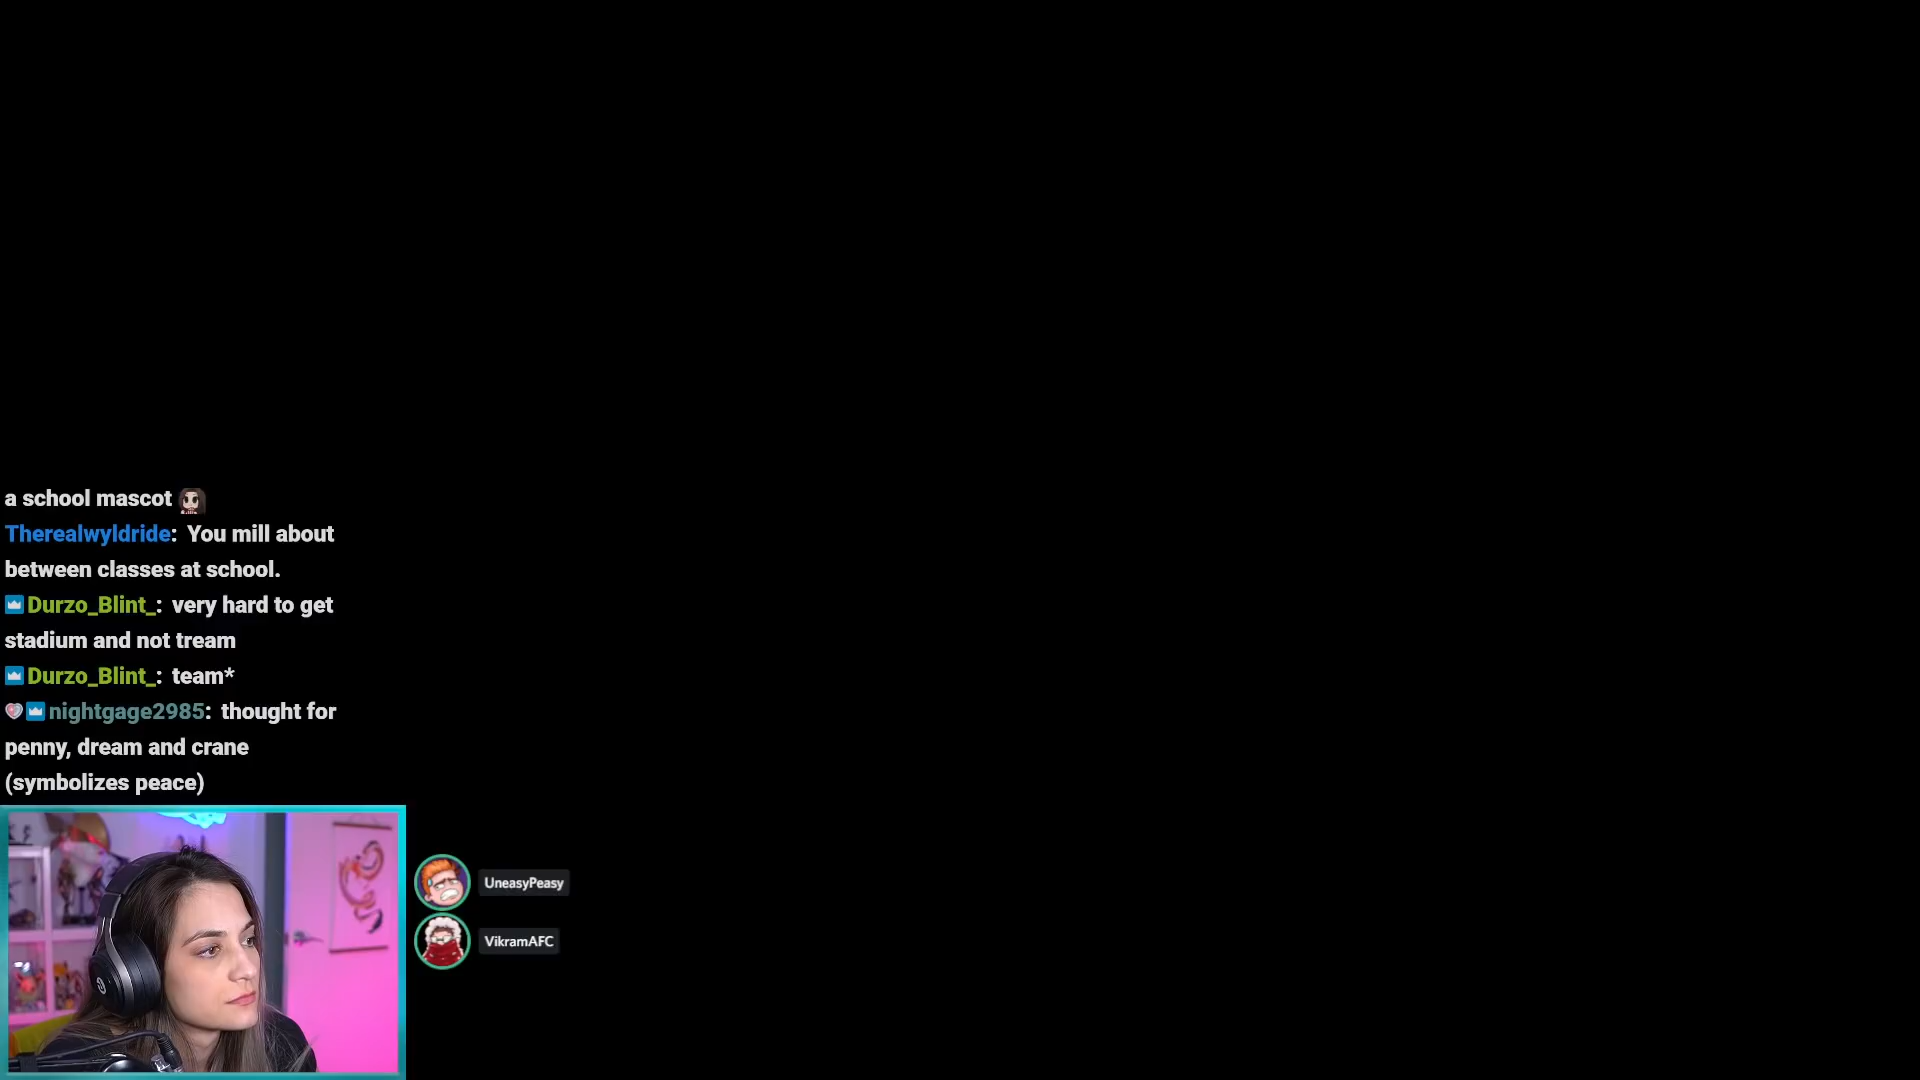 a school mascot
Therealwyldride: You mill about
between classes at school.
Durzo_Blint_: very hard to get
stadium and not tream
Durzo_Blint_: team*
nightgage2985: thought for
penny, dream and crane
(symbolizes peace)
UneasyPeasy
VikramAFC